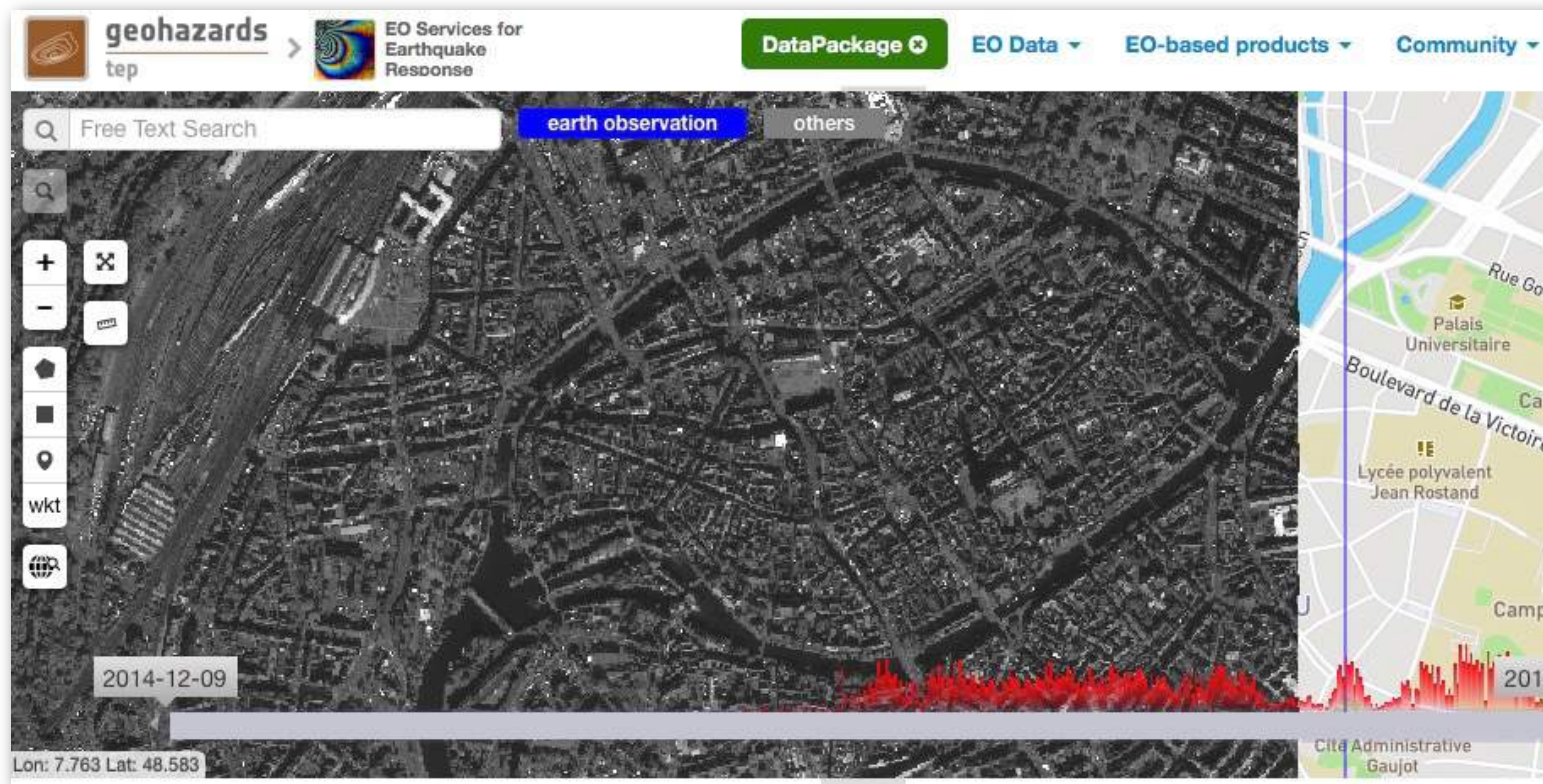 geohazards
tep
EO Services for
Earthquake
Response
DataPackage
EO Data
EO-based products
Community
Free Text Search
earth observation
others
+
−
wkt
Rue Go
Palais
Universitaire
Boulevard de la Victoire
Ca
Lycée polyvalent
Jean Rostand
Camp
2014-12-09
201
Cité Administrative
Gaujot
Lon: 7.763 Lat: 48.583